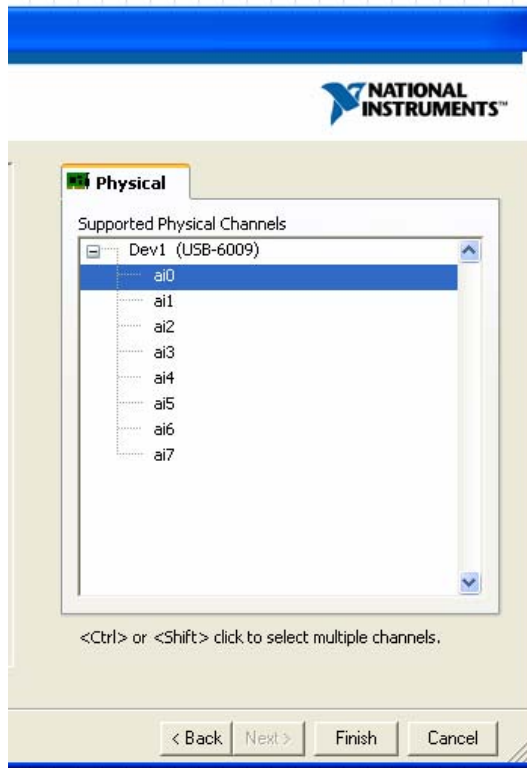 NATIONAL
INSTRUMENTS™
Physical
Supported Physical Channels
Dev1 (USB-6009)
ai0
ai1
ai2
ai3
ai4
ai5
ai6
ai7
<Ctrl> or <Shift> click to select multiple channels.
< Back Next > Finish Cancel